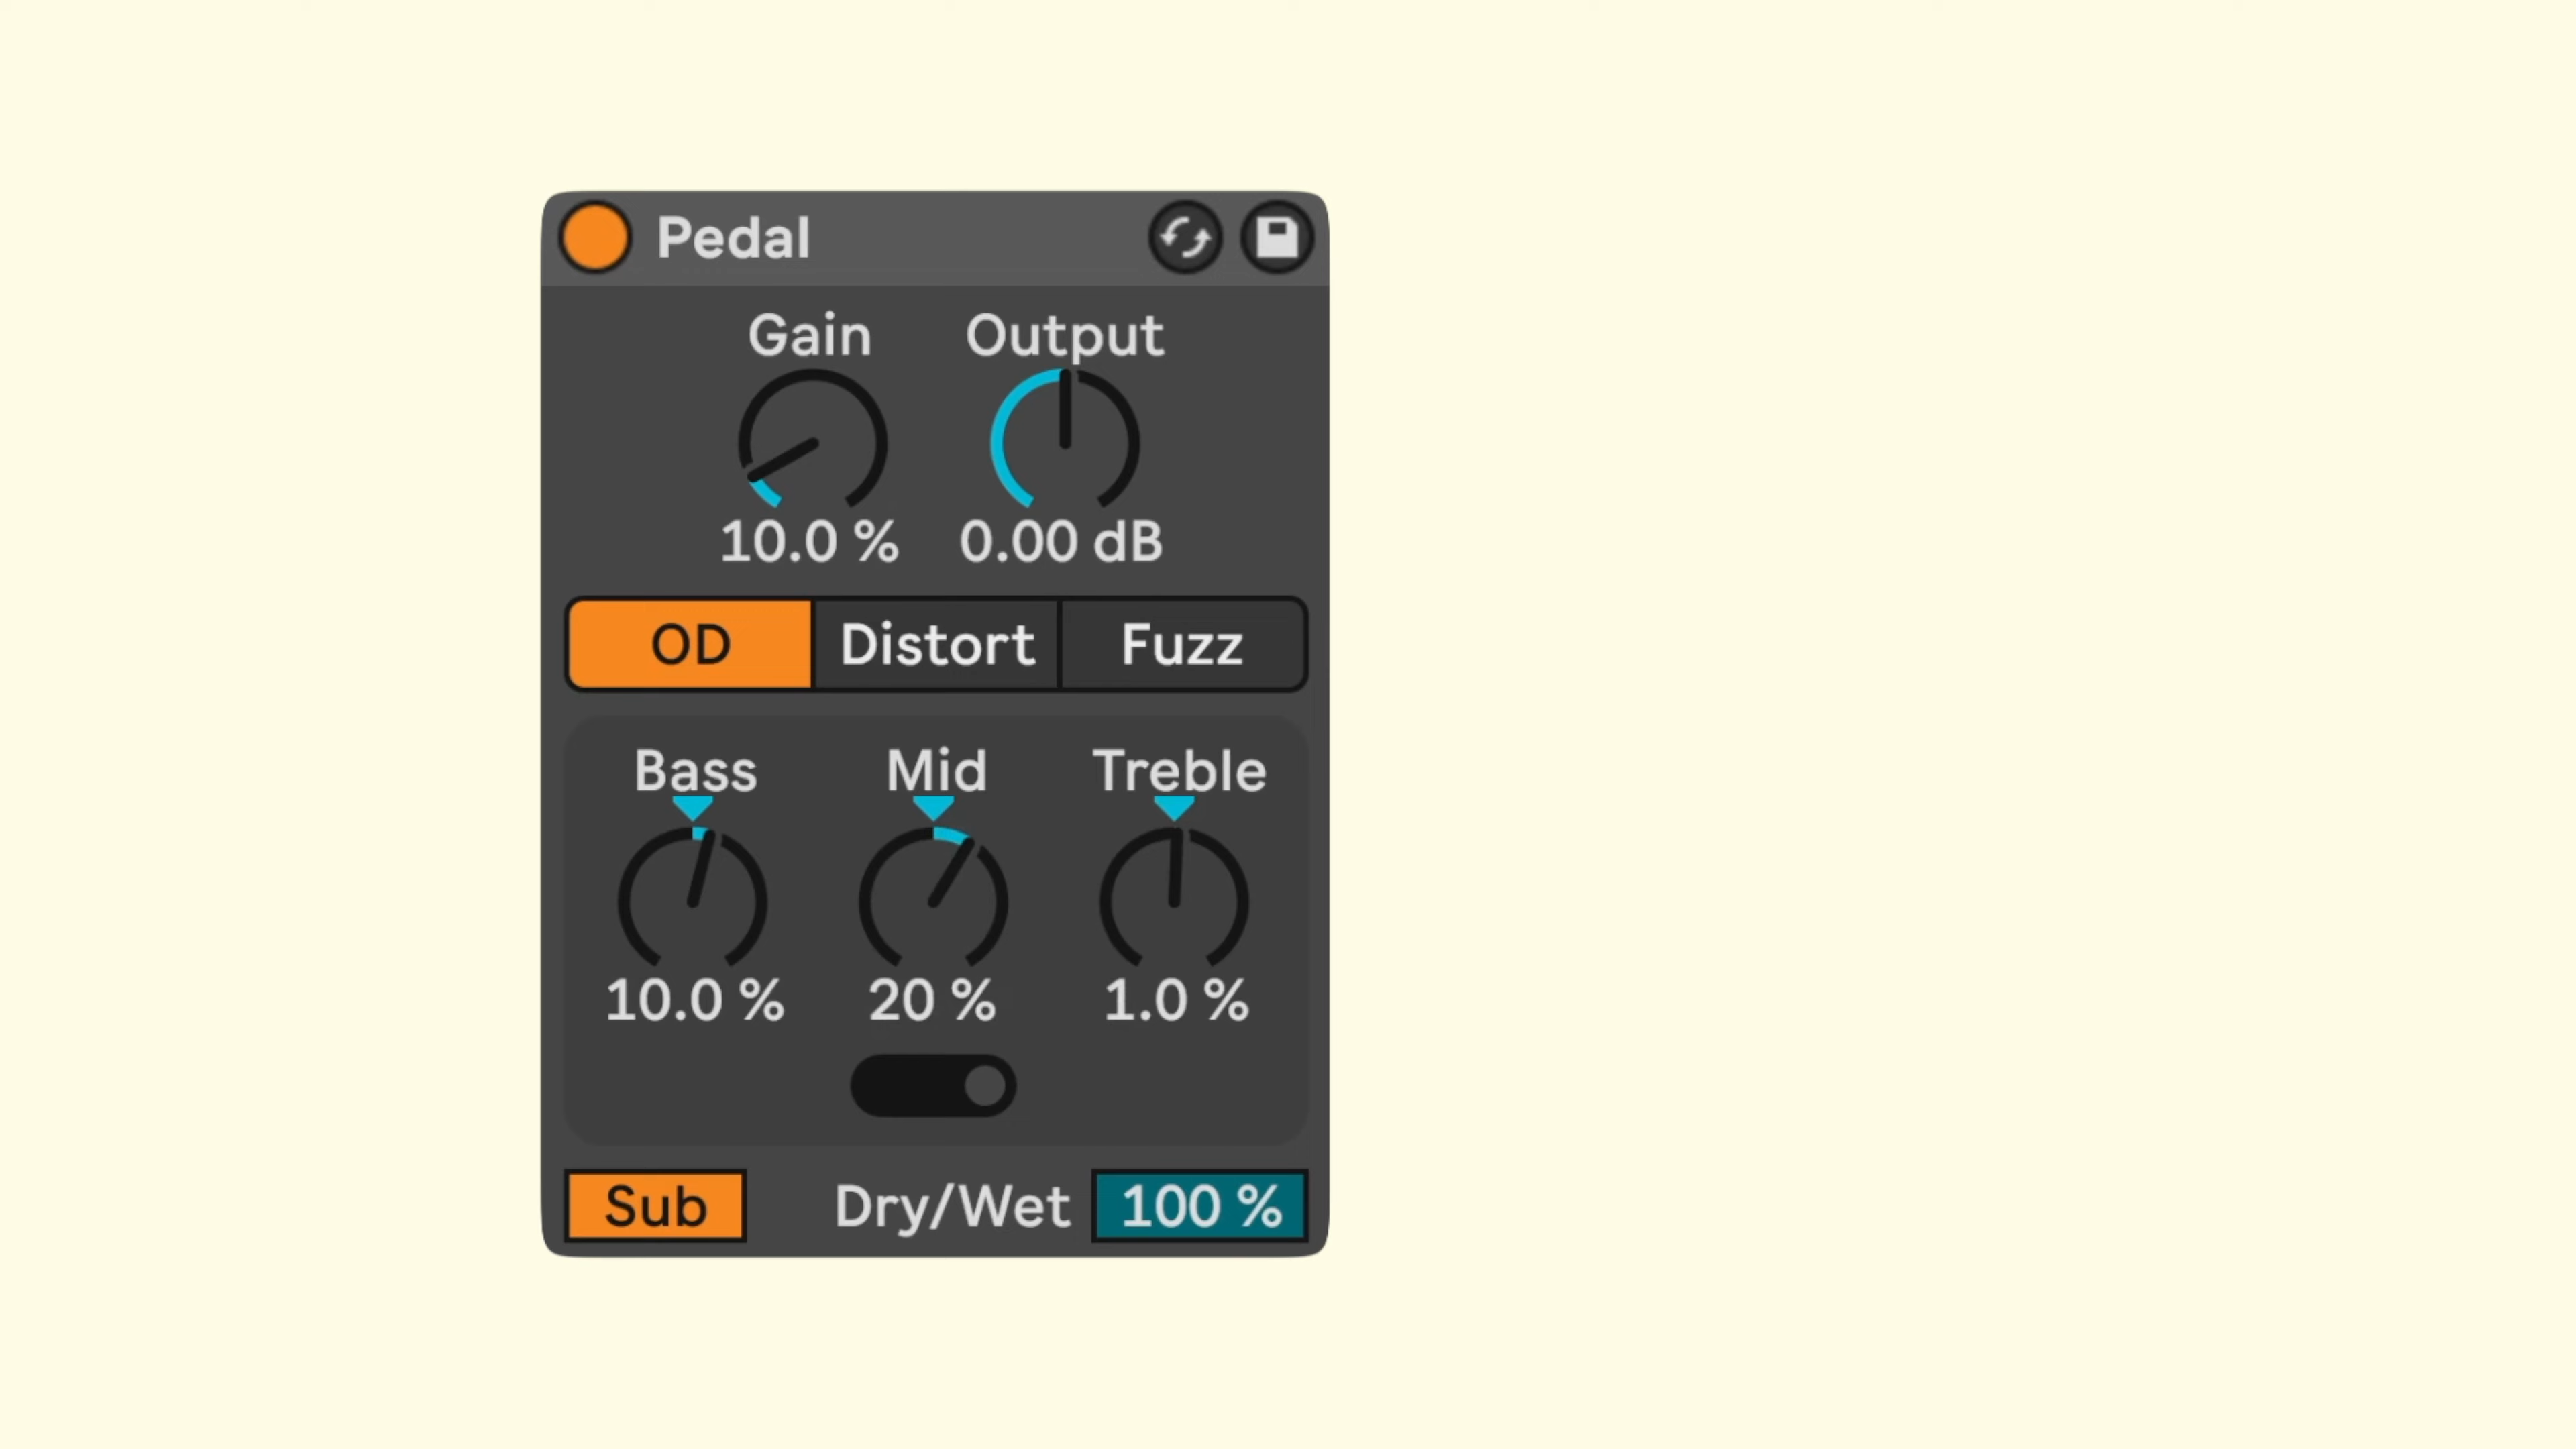 Pedal
Gain Output
10.0 % 0.00 dB
OD Distort Fuzz
Bass Mid Treble
10.0 % 20 % 1.0 %
Sub Dry/Wet 100 %